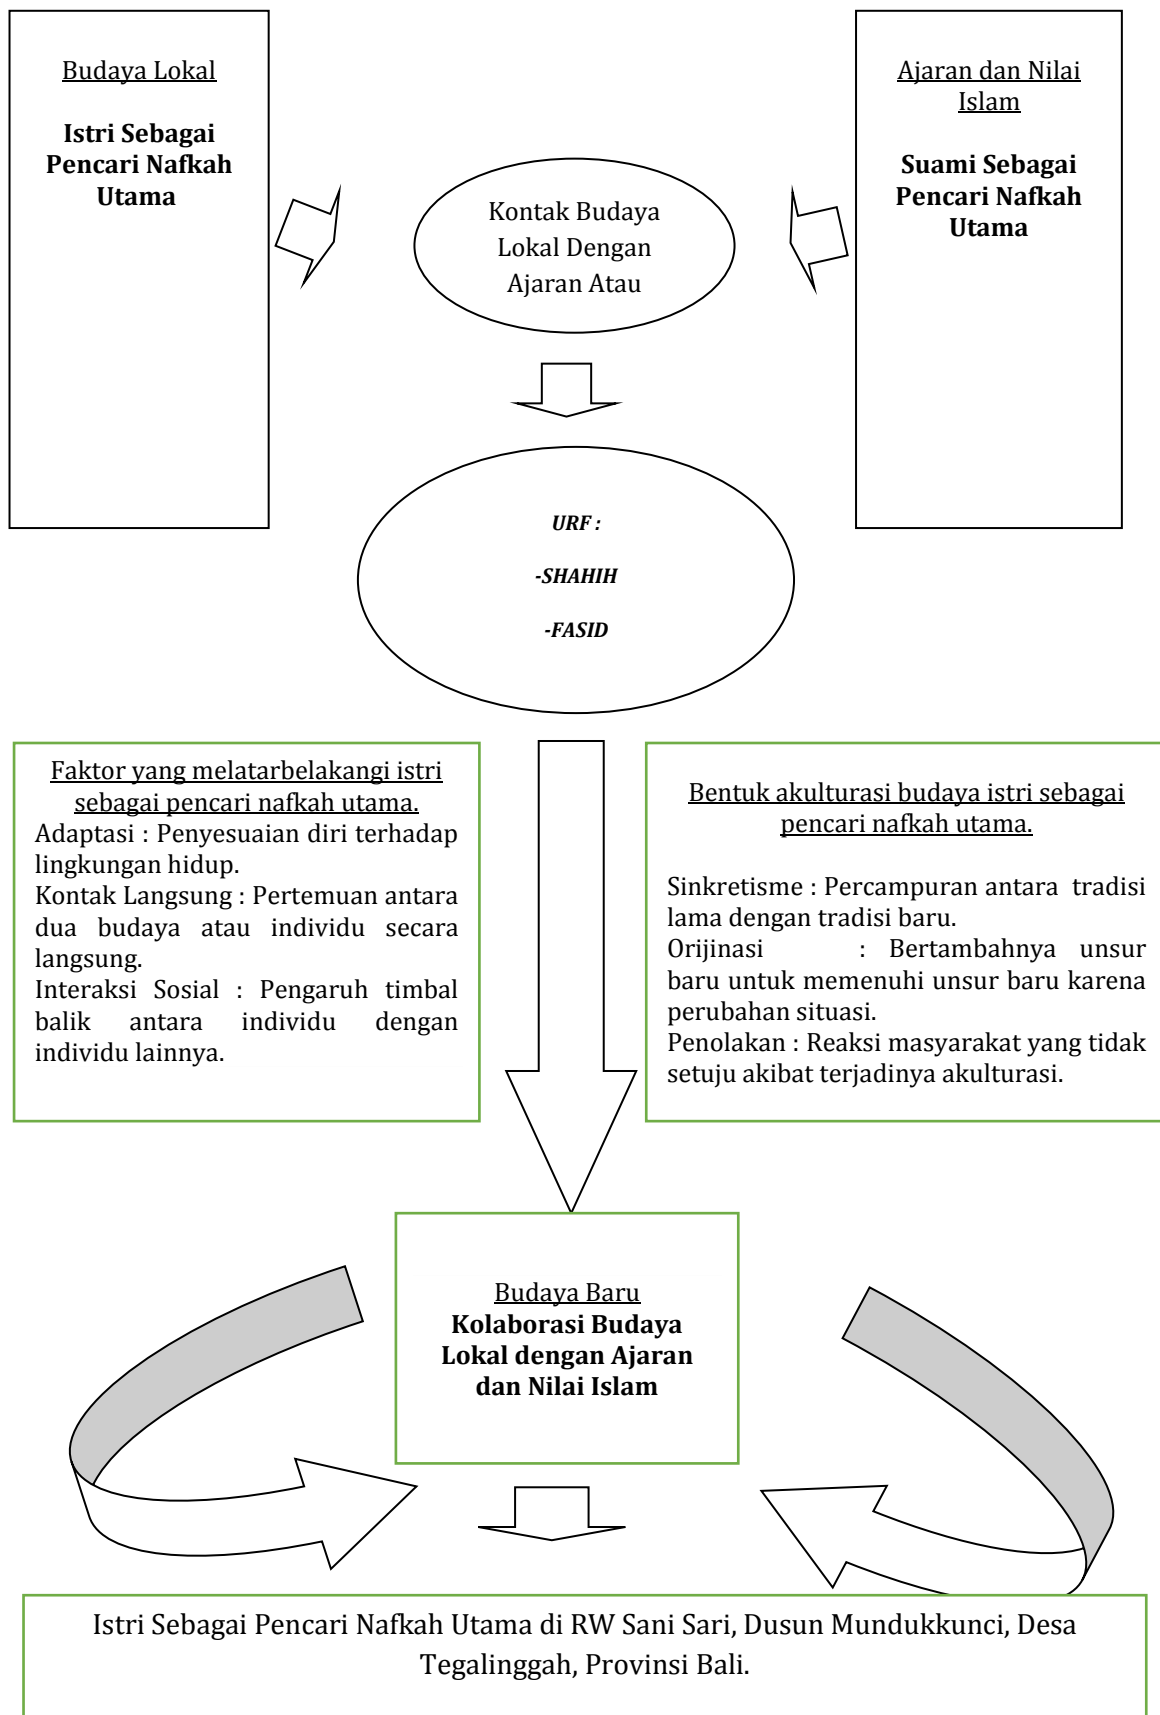 Budaya Lokal
Istri Sebagai
Pencari Nafkah
Utama
Ajaran dan Nilai
Islam
Suami Sebagai
Pencari Nafkah
Utama
Kontak Budaya
Lokal Dengan
Ajaran Atau
URF :
-SHAHIH
-FASID
Faktor yang melatarbelakangi istri
sebagai pencari nafkah utama.
Adaptasi : Penyesuaian diri terhadap
lingkungan hidup.
Kontak Langsung : Pertemuan antara
dua budaya atau individu secara
langsung.
Interaksi Sosial : Pengaruh timbal
balik antara individu dengan
individu lainnya.
Bentuk akulturasi budaya istri sebagai
pencari nafkah utama.
Sinkretisme : Percampuran antara tradisi
lama dengan tradisi baru.
Orijinasi : Bertambahnya unsur
baru untuk memenuhi unsur baru karena
perubahan situasi.
Penolakan : Reaksi masyarakat yang tidak
setuju akibat terjadinya akulturasi.
Budaya Baru
Kolaborasi Budaya
Lokal dengan Ajaran
dan Nilai Islam
Istri Sebagai Pencari Nafkah Utama di RW Sani Sari, Dusun Mundukkunci, Desa
Tegalinggah, Provinsi Bali.